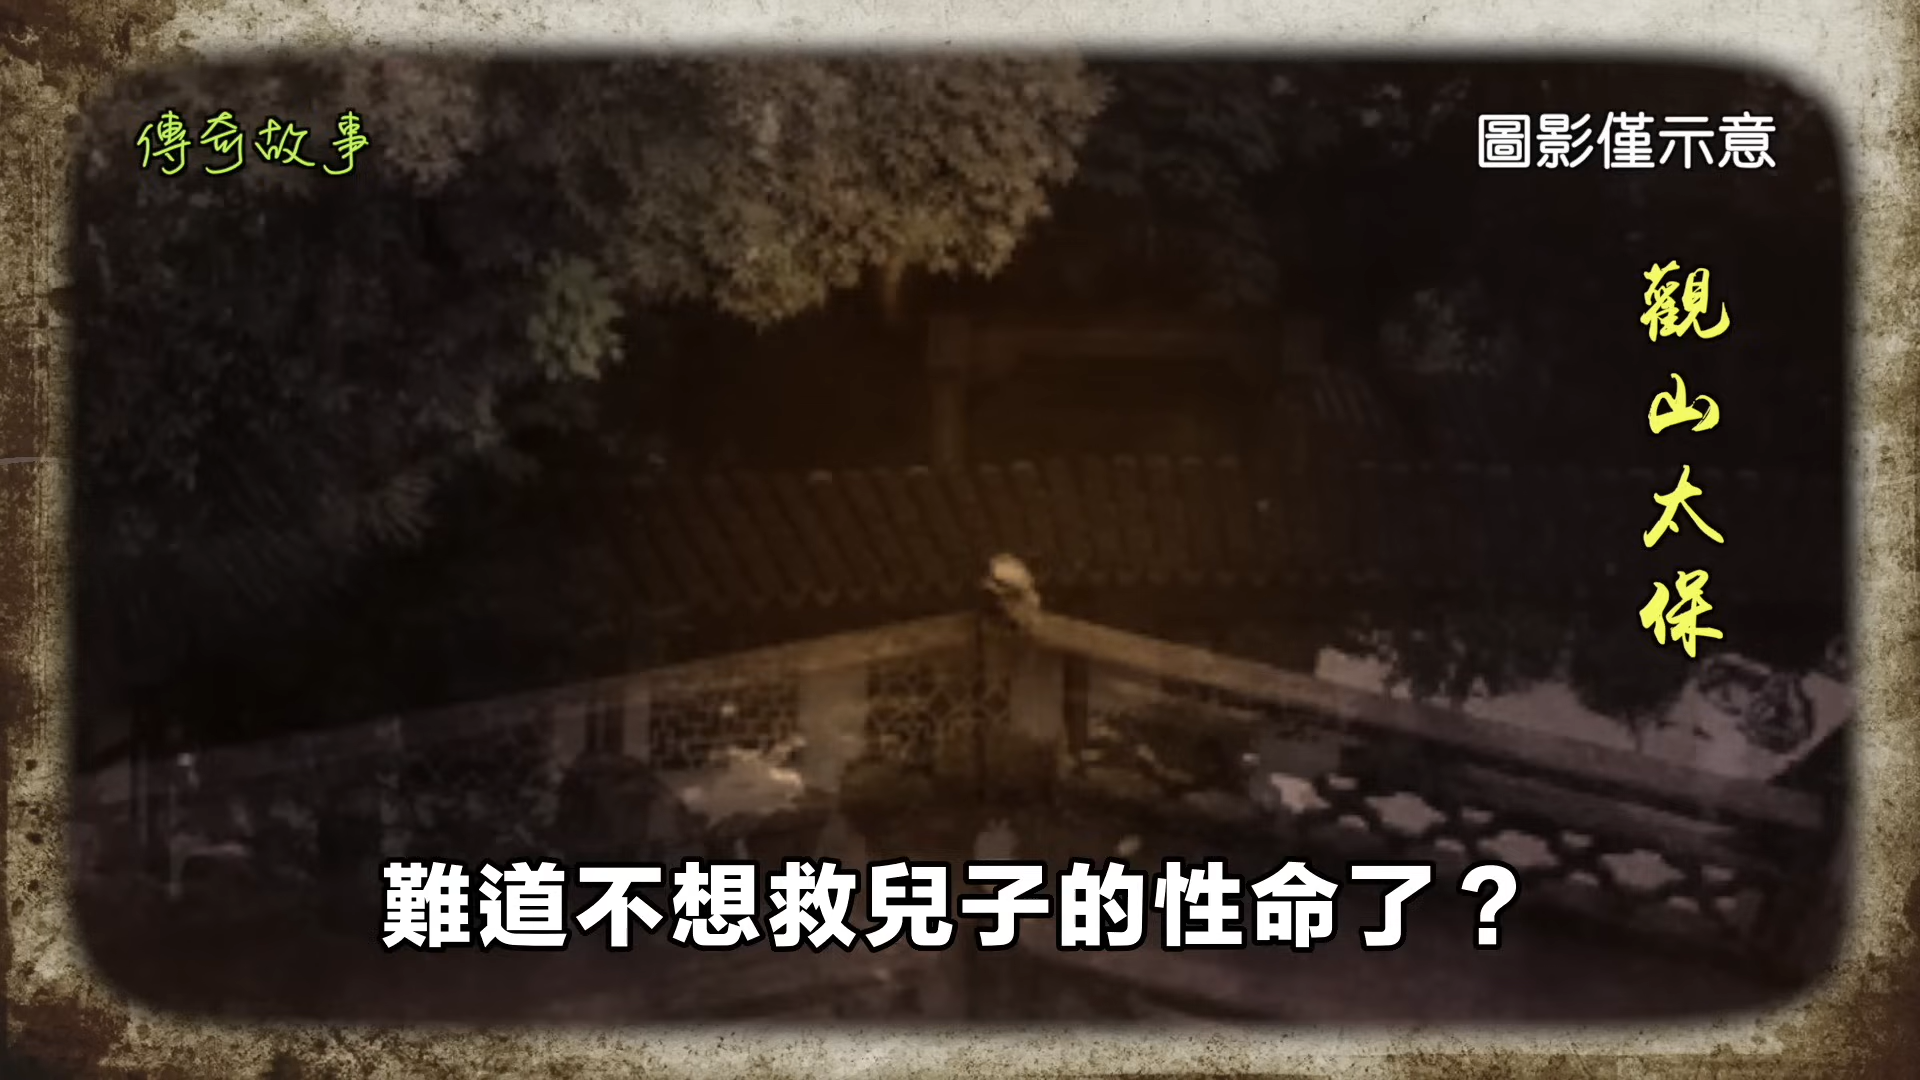 傳奇故事
圖影僅示意
觀山太保
難道不想救兒子的性命了？